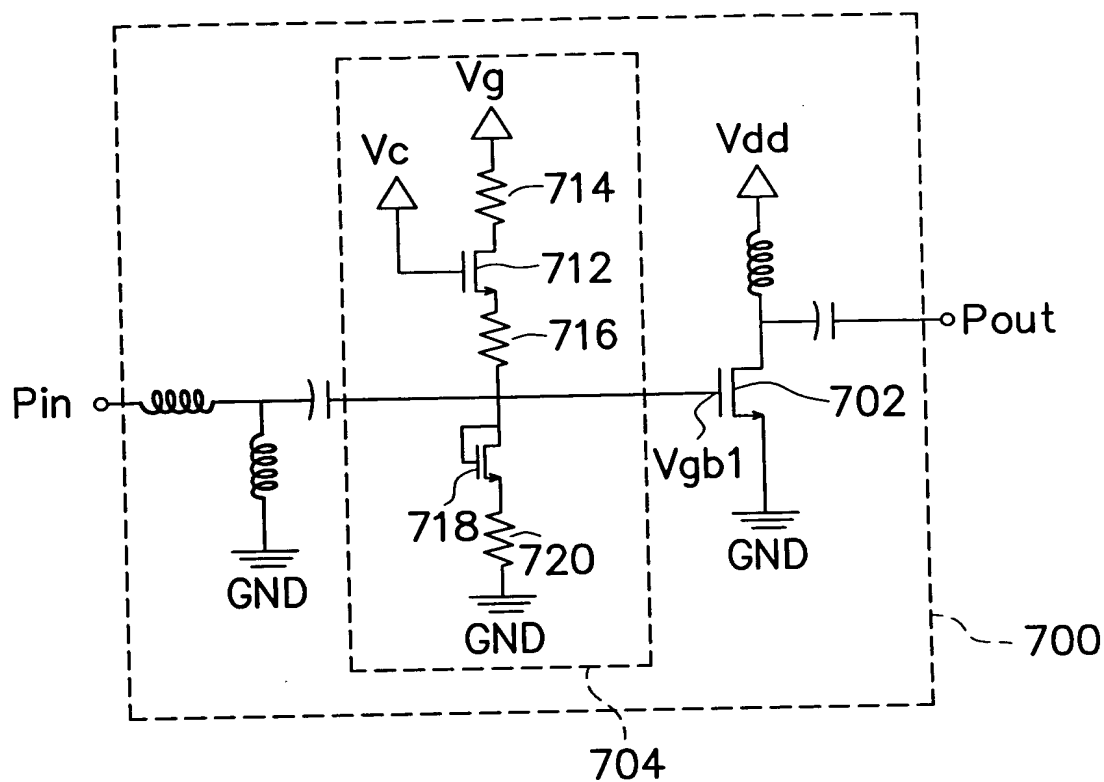 Vg
Vc
Vdd
714
712
716
Pout
Pin
702
Vgb1
718
720
GND
GND
GND
700
704